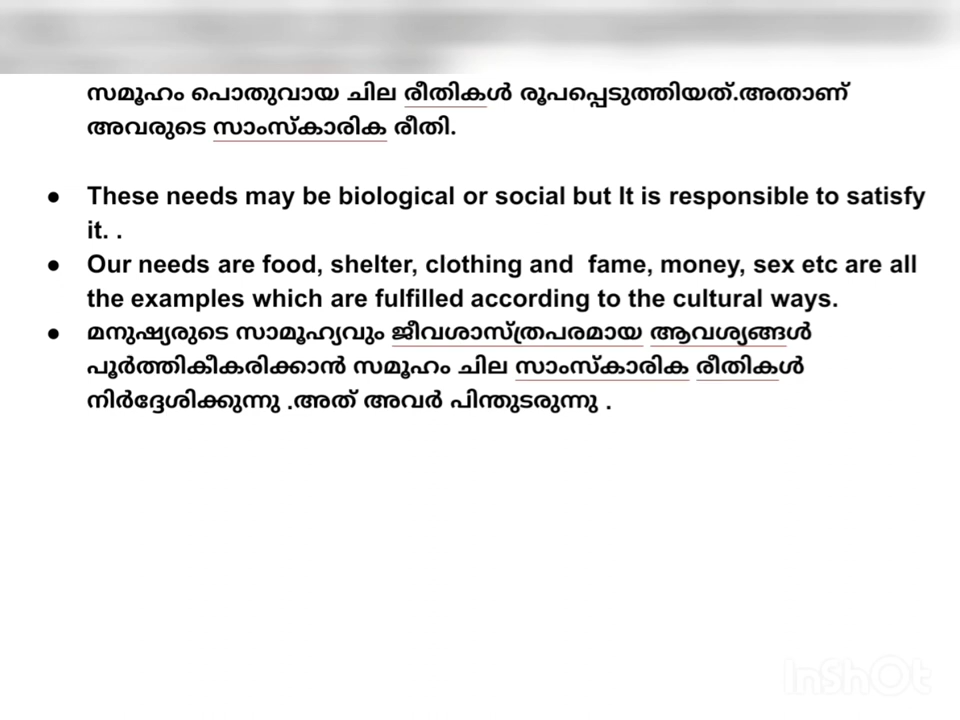 സമൂഹം പൊതുവായ ചില രീതികൾ രൂപപ്പെടുത്തിയത്.അതാണ്
അവരുടെ സാംസ്കാരിക രീതി.
● These needs may be biological or social but It is responsible to satisfy
it. .
● Our needs are food, shelter, clothing and  fame, money, sex etc are all
the examples which are fulfilled according to the cultural ways.
● മനുഷ്യരുടെ സാമൂഹ്യവും ജീവശാസ്ത്രപരമായ ആവശ്യങ്ങൾ
പൂർത്തികീകരിക്കാൻ സമൂഹം ചില സാംസ്കാരിക രീതികൾ
നിർദ്ദേശിക്കുന്നു .അത് അവർ പിന്തുടരുന്നു .
InShOt